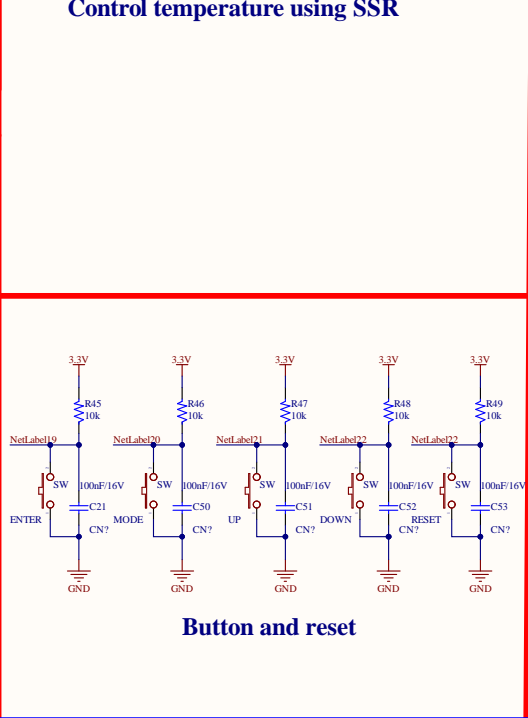 Control temperature using SSR
3.3V 3.3V 3.3V 3.3V 3.3V
R45 R46 R47 R48 R49
10k 10k 10k 10k 10k
NetLabel19 NetLabel20 NetLabel21 NetLabel22 NetLabel22
SW 100nF/16V SW 100nF/16V SW 100nF/16V SW 100nF/16V SW 100nF/16V
C21 C50 C51 C52 C53
ENTER MODE UP DOWN RESET
CN? CN? CN? CN? CN?
GND GND GND GND GND
Button and reset